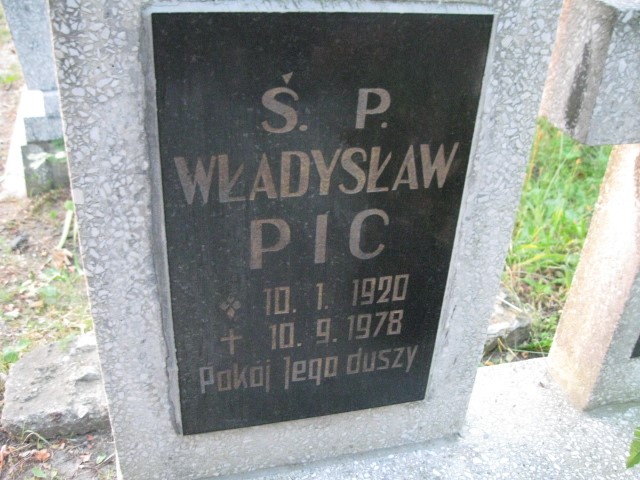 Ś. P.
WŁADYSŁAW
PIC
10. 1. 1920
✝ 10. 9. 1978
Pokój Jego duszy